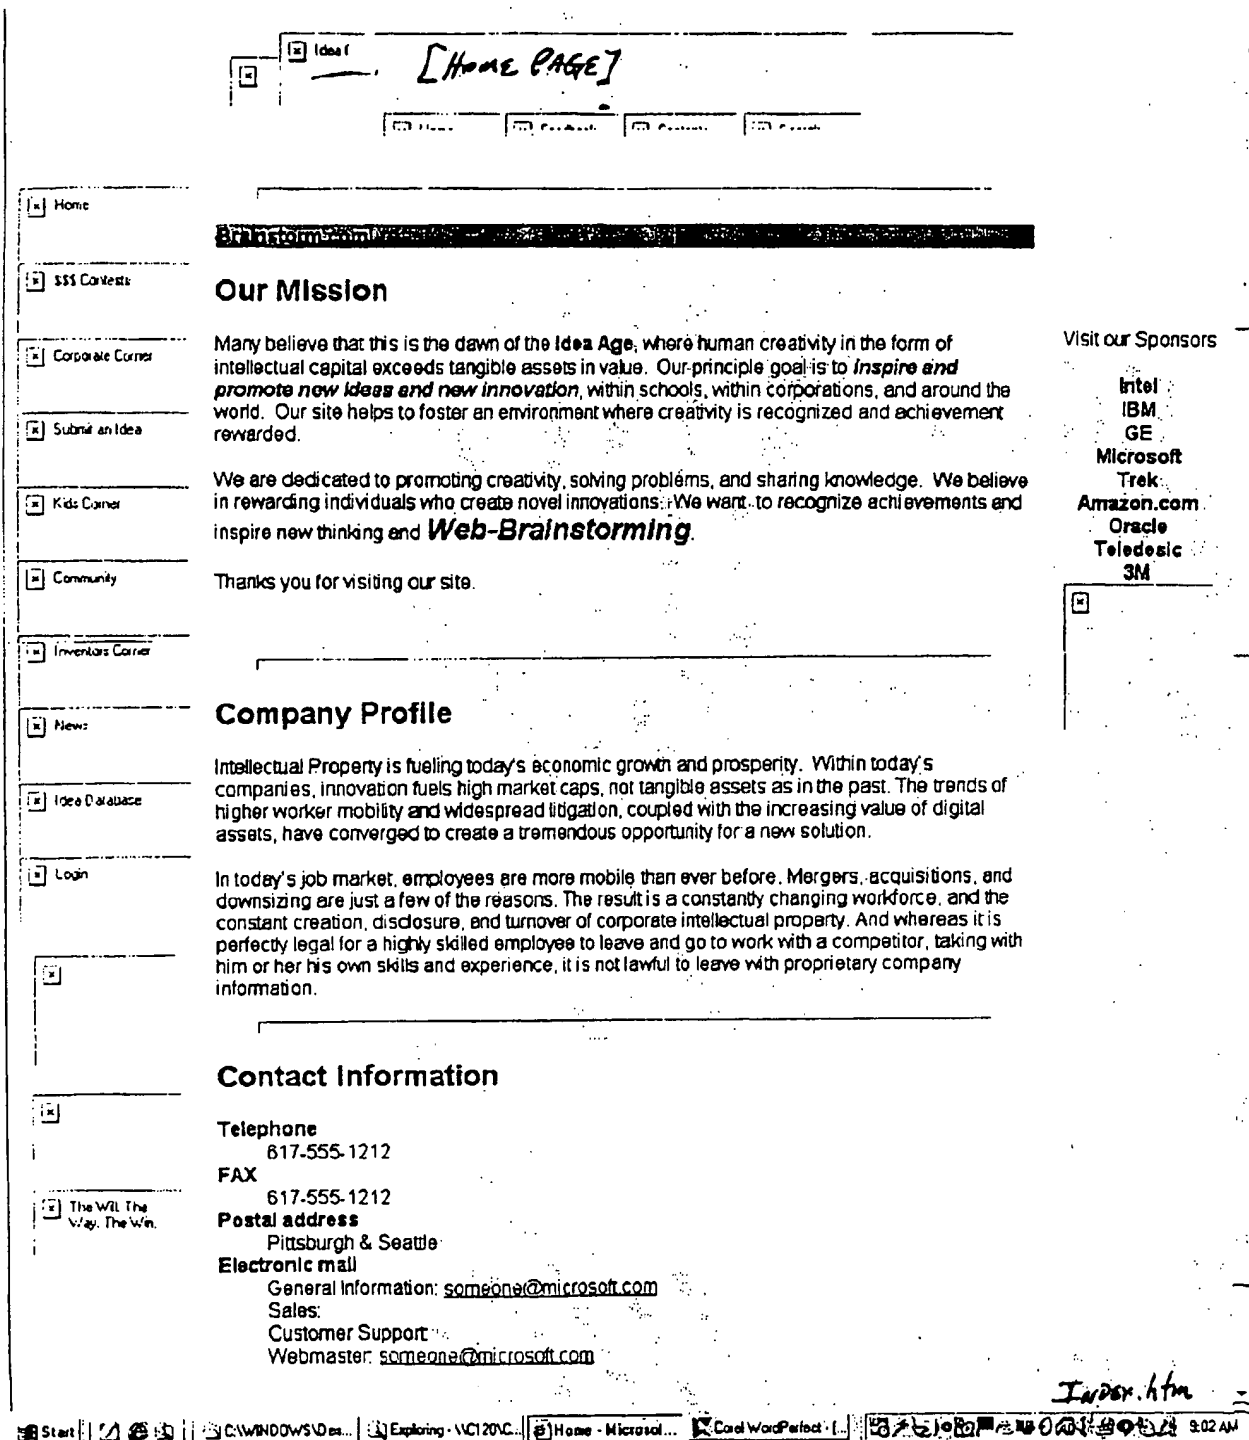 Idea
[HOME PAGE]
Home
$$$ Contests
Corporate Corner
Submit an Idea
Kids Corner
Community
Inventors Corner
News
Idea Database
Login
The Will. The
Way. The Win.
Brainstorm.com
Our Mission
Many believe that this is the dawn of the Idea Age, where human creativity in the form of
intellectual capital exceeds tangible assets in value. Our principle goal is to Inspire and
promote new ideas and new innovation, within schools, within corporations, and around the
world. Our site helps to foster an environment where creativity is recognized and achievement
rewarded.
We are dedicated to promoting creativity, solving problems, and sharing knowledge. We believe
in rewarding individuals who create novel innovations. We want to recognize achievements and
inspire new thinking and Web-Brainstorming.
Thanks you for visiting our site.
Company Profile
Intellectual Property is fueling today's economic growth and prosperity. Within today's
companies, innovation fuels high market caps, not tangible assets as in the past. The trends of
higher worker mobility and widespread litigation, coupled with the increasing value of digital
assets, have converged to create a tremendous opportunity for a new solution.
In today's job market, employees are more mobile than ever before. Mergers, acquisitions, and
downsizing are just a few of the reasons. The result is a constantly changing workforce, and the
constant creation, disclosure, and turnover of corporate intellectual property. And whereas it is
perfectly legal for a highly skilled employee to leave and go to work with a competitor, taking with
him or her his own skills and experience, it is not lawful to leave with proprietary company
information.
Contact Information
Telephone
617-555-1212
FAX
617-555-1212
Postal address
Pittsburgh & Seattle
Electronic mail
General Information: someone@microsoft.com
Sales:
Customer Support:
Webmaster: someone@microsoft.com
Visit our Sponsors
Intel
IBM
GE
Microsoft
Trek
Amazon.com
Oracle
Teledesic
3M
Index.htm
Start C:\WINDOWS\Des... Exploring - \\C120\C... Home - Microsof... Corel WordPerfect - [... 9:02 AM